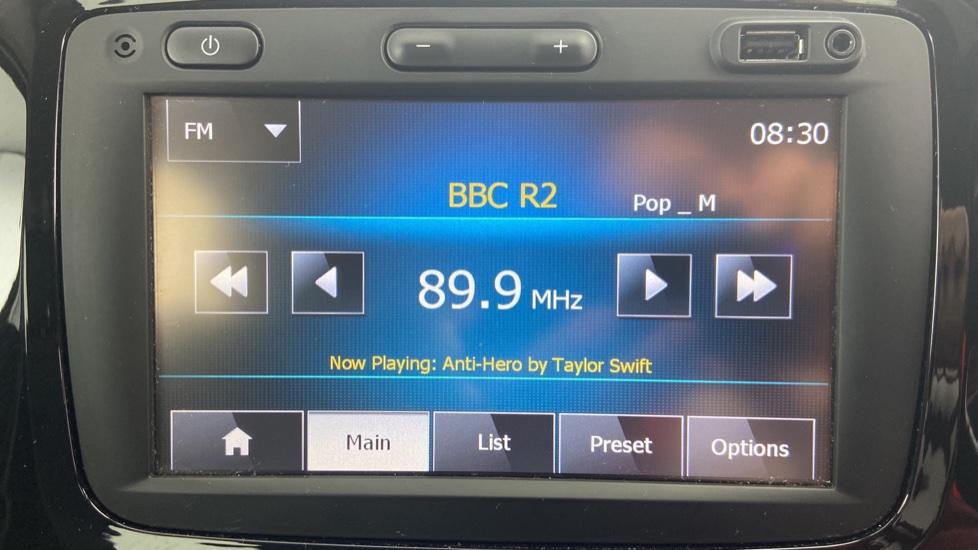 FM
08:30
BBC R2
Pop _ M
89.9 MHz
Now Playing: Anti-Hero by Taylor Swift
Main
List
Preset
Options